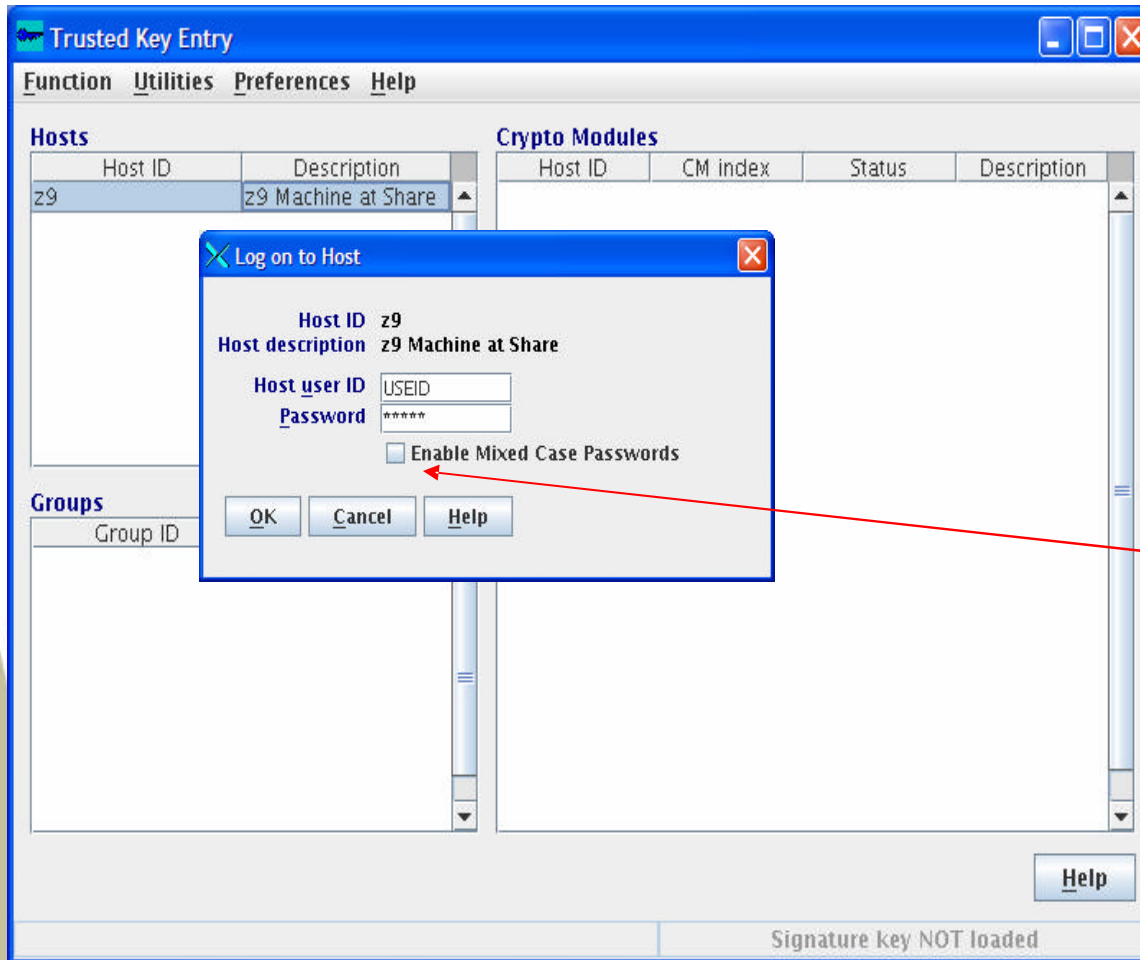 Trusted Key Entry
Function Utilities Preferences Help
Hosts
Host ID Description
z9 z9 Machine at Share
Crypto Modules
Host ID CM index Status Description
Log on to Host
Host ID z9
Host description z9 Machine at Share
Host user ID USEID
Password *****
Enable Mixed Case Passwords
OK Cancel Help
Groups
Group ID
Help
Signature key NOT loaded